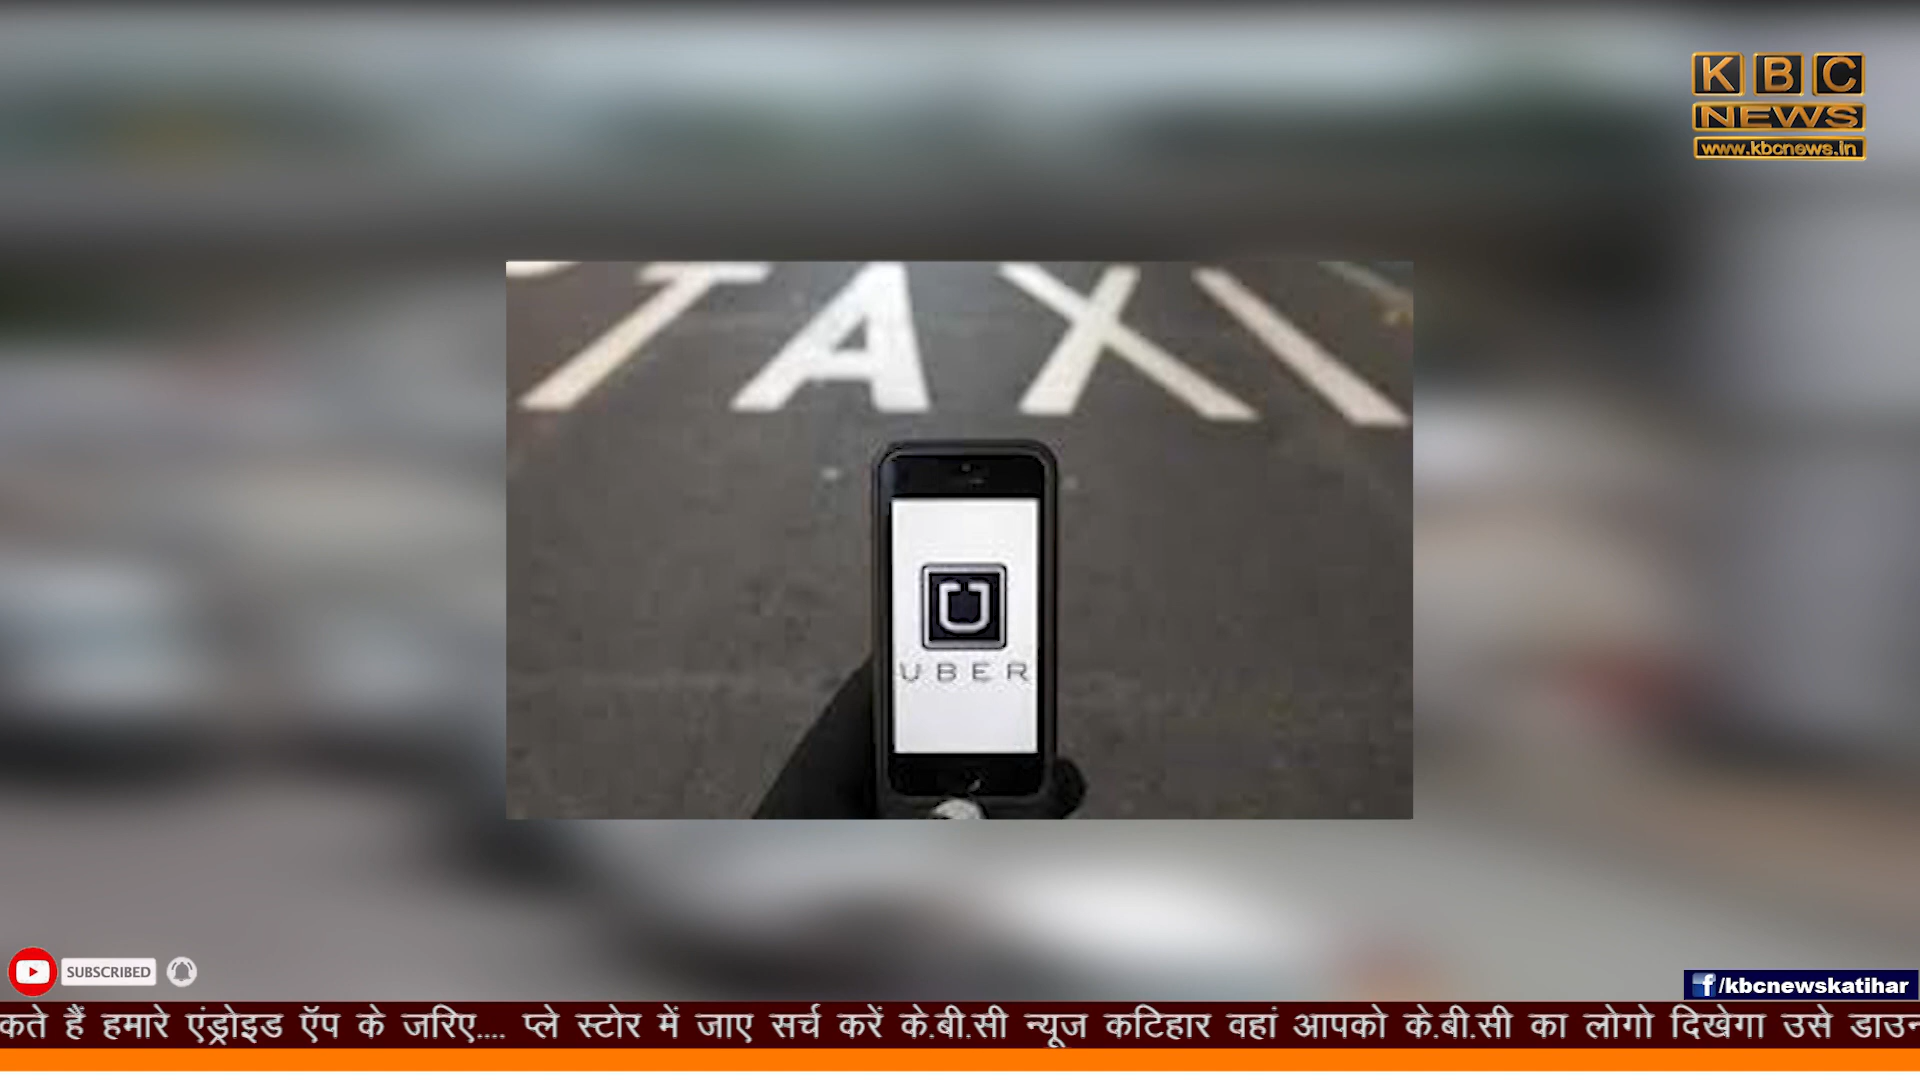 K B C
NEWS
www.kbcnews.in
TAXI
U
UBER
SUBSCRIBED
f/kbcnewskatihar
कते हैं हमारे एंड्रोइड ऍप के जरिए.... प्ले स्टोर में जाए सर्च करें के.बी.सी न्यूज कटिहार वहां आपको के.बी.सी का लोगो दिखेगा उसे डाउन